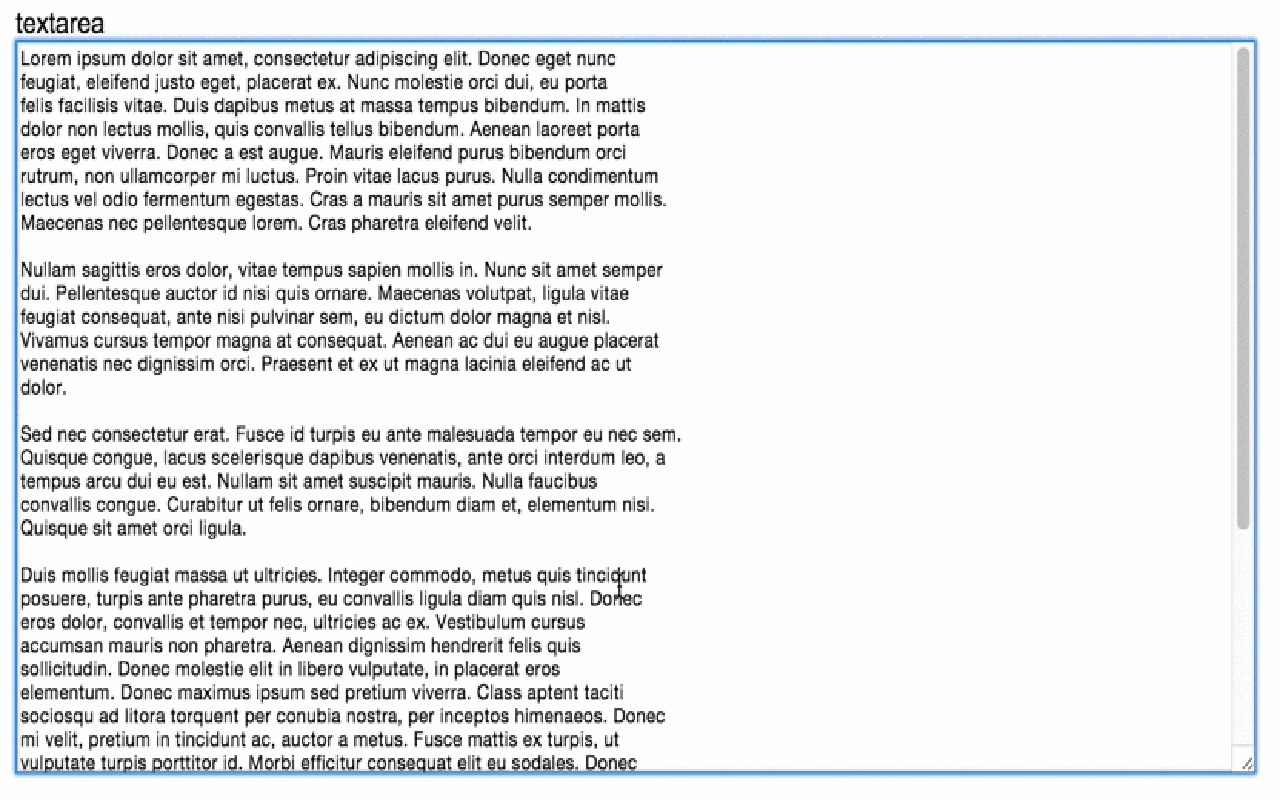 textarea
Lorem ipsum dolor sit amet, consectetur adipiscing elit. Donec eget nunc
feugiat, eleifend justo eget, placerat ex. Nunc molestie orci dui, eu porta
felis facilisis vitae. Duis dapibus metus at massa tempus bibendum. In mattis
dolor non lectus mollis, quis convallis tellus bibendum. Aenean laoreet porta
eros eget viverra. Donec a est augue. Mauris eleifend purus bibendum orci
rutrum, non ullamcorper mi luctus. Proin vitae lacus purus. Nulla condimentum
lectus vel odio fermentum egestas. Cras a mauris sit amet purus semper mollis.
Maecenas nec pellentesque lorem. Cras pharetra eleifend velit.
Nullam sagittis eros dolor, vitae tempus sapien mollis in. Nunc sit amet semper
dui. Pellentesque auctor id nisi quis ornare. Maecenas volutpat, ligula vitae
feugiat consequat, ante nisi pulvinar sem, eu dictum dolor magna et nisl.
Vivamus cursus tempor magna at consequat. Aenean ac dui eu augue placerat
venenatis nec dignissim orci. Praesent et ex ut magna lacinia eleifend ac ut
dolor.
Sed nec consectetur erat. Fusce id turpis eu ante malesuada tempor eu nec sem.
Quisque congue, lacus scelerisque dapibus venenatis, ante orci interdum leo, a
tempus arcu dui eu est. Nullam sit amet suscipit mauris. Nulla faucibus
convallis congue. Curabitur ut felis ornare, bibendum diam et, elementum nisi.
Quisque sit amet orci ligula.
Duis mollis feugiat massa ut ultricies. Integer commodo, metus quis tincidunt
posuere, turpis ante pharetra purus, eu convallis ligula diam quis nisl. Donec
eros dolor, convallis et tempor nec, ultricies ac ex. Vestibulum cursus
accumsan mauris non pharetra. Aenean dignissim hendrerit felis quis
sollicitudin. Donec molestie elit in libero vulputate, in placerat eros
elementum. Donec maximus ipsum sed pretium viverra. Class aptent taciti
sociosqu ad litora torquent per conubia nostra, per inceptos himenaeos. Donec
mi velit, pretium in tincidunt ac, auctor a metus. Fusce mattis ex turpis, ut
vulputate turpis porttitor id. Morbi efficitur consequat elit eu sodales. Donec